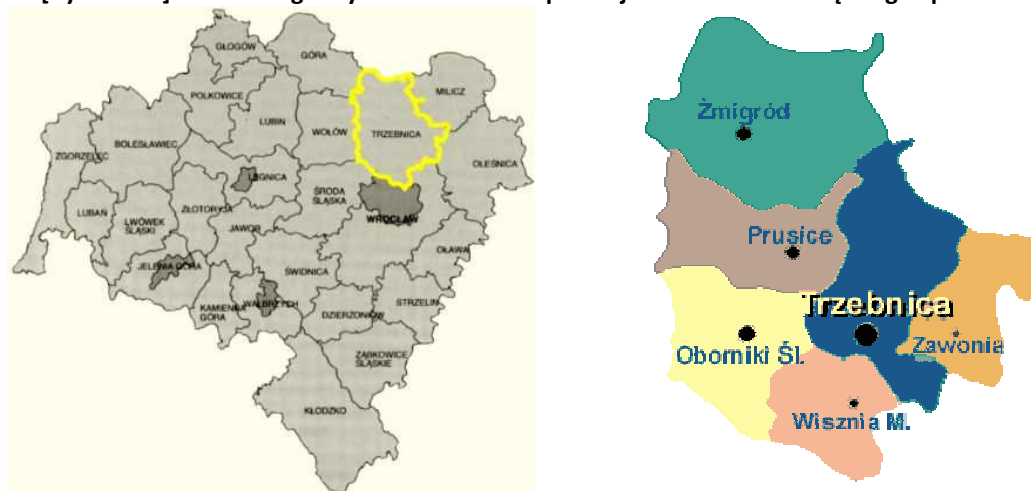 GŁOGÓW
GÓRA
MILICZ
POLKOWICE
LUBIN
WOŁÓW
TRZEBNICA
BOLESŁAWIEC
ZGORZELEC
OLEŚNICA
LEGNICA
ŚRODA
ŚLĄSKA
LUBAŃ
LWÓWEK
ŚLĄSKI
ZŁOTORYJA
WROCŁAW
JAWOR
OŁAWA
JELENIA GÓRA
ŚWIDNICA
KAMIENNA
GÓRA
WAŁBRZYCH
DZIERŻONIÓW
STRZELIN
ZĄBKOWICE
ŚLĄSKIE
KŁODZKO
Żmigród
Prusice
Trzebnica
Oborniki Śl.
Zawonia
Wisznia M.